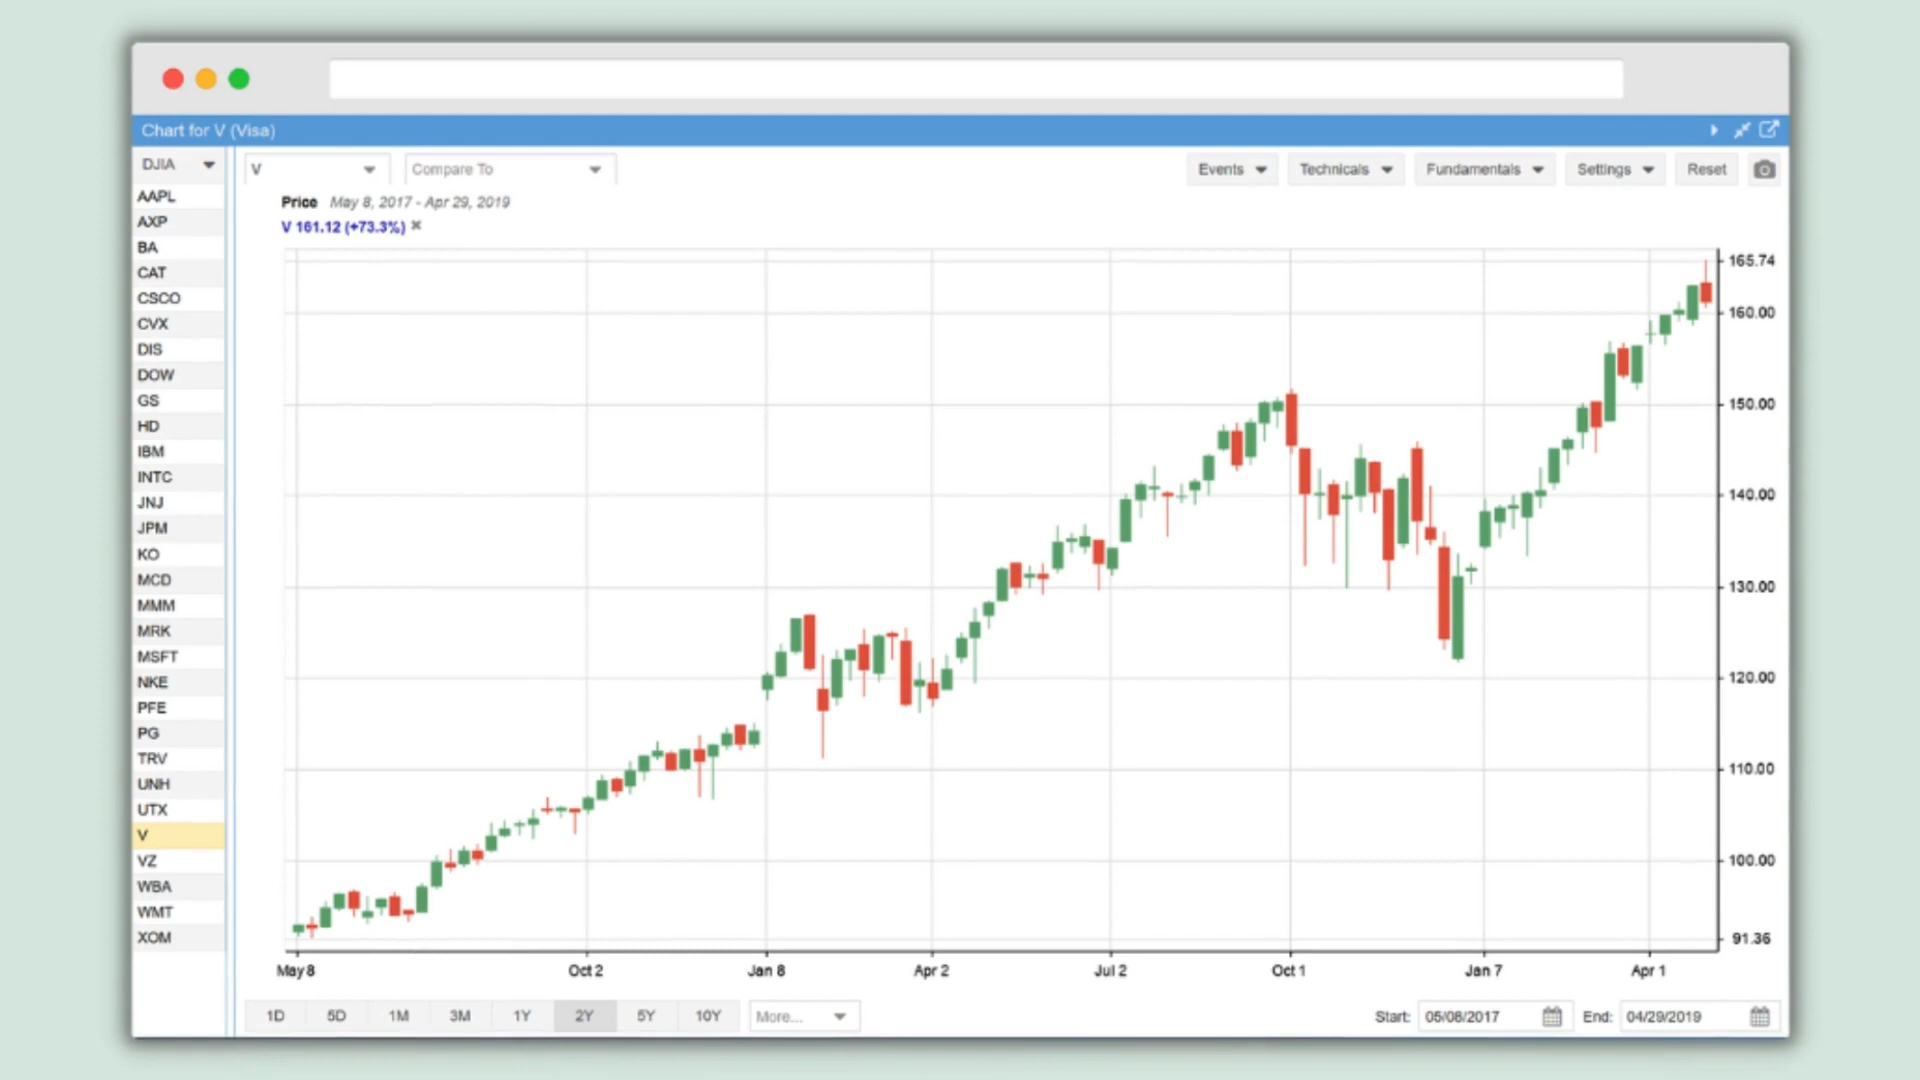 Chart for V (Visa)
DJIA
V
Compare To
Events
Technicals
Fundamentals
Settings
Reset
AAPL
AXP
BA
CAT
CSCO
CVX
DIS
DOW
GS
HD
IBM
INTC
JNJ
JPM
KO
MCD
MMM
MRK
MSFT
NKE
PFE
PG
TRV
UNH
UTX
V
VZ
WBA
WMT
XOM
Price May 8, 2017 - Apr 29, 2019
V 161.12 (+73.3%)
165.74
160.00
150.00
140.00
130.00
120.00
110.00
100.00
91.36
May 8
Oct 2
Jan 8
Apr 2
Jul 2
Oct 1
Jan 7
Apr 1
1D
5D
1M
3M
1Y
2Y
5Y
10Y
More...
Start: 05/08/2017
End: 04/29/2019